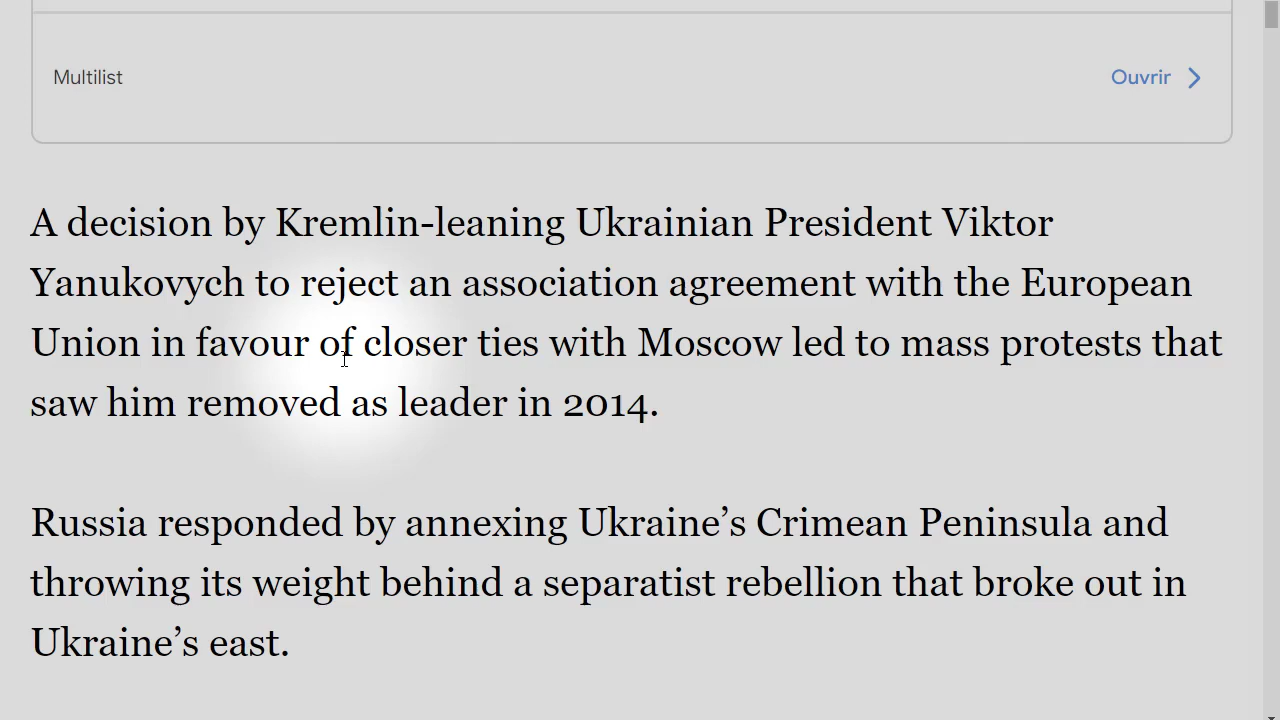 Multilist
Ouvrir
A decision by Kremlin-leaning Ukrainian President Viktor
Yanukovych to reject an association agreement with the European
Union in favour of closer ties with Moscow led to mass protests that
saw him removed as leader in 2014.
Russia responded by annexing Ukraine’s Crimean Peninsula and
throwing its weight behind a separatist rebellion that broke out in
Ukraine’s east.